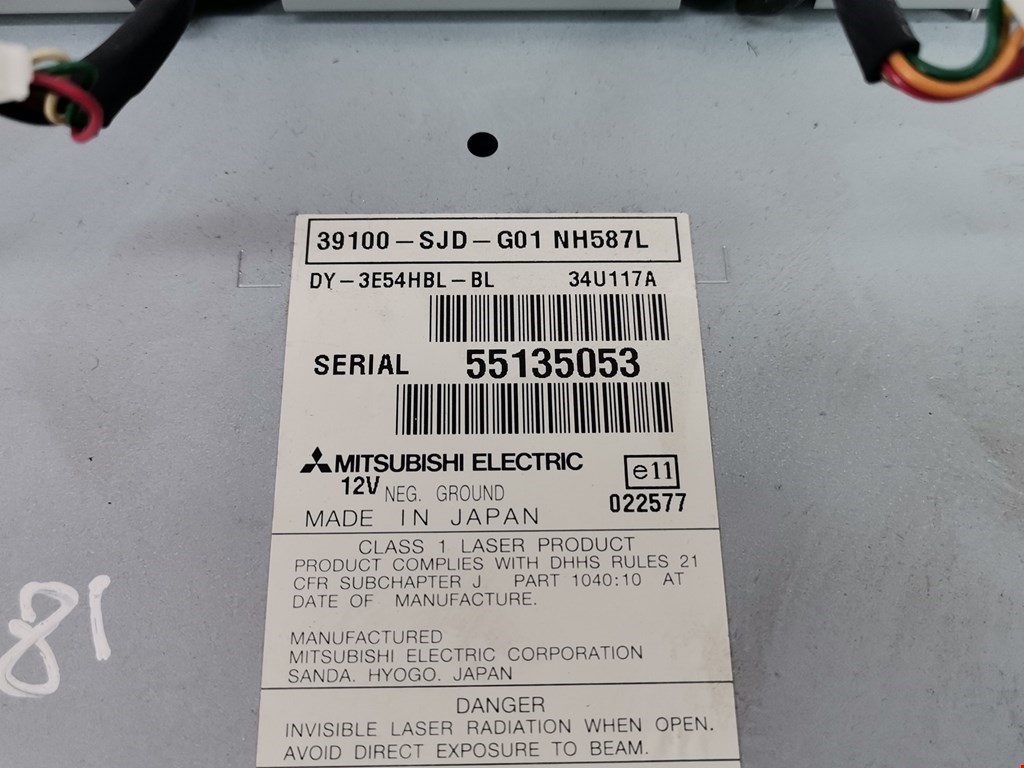 39100-SJD-G01 NH587L
DY-3E54HBL-BL 34U117A
SERIAL 55135053
MITSUBISHI ELECTRIC
e11
12V NEG. GROUND
022577
MADE IN JAPAN
CLASS 1 LASER PRODUCT
PRODUCT COMPLIES WITH DHHS RULES 21
CFR SUBCHAPTER J PART 1040:10 AT
DATE OF MANUFACTURE.
MANUFACTURED
MITSUBISHI ELECTRIC CORPORATION
SANDA. HYOGO. JAPAN
DANGER
INVISIBLE LASER RADIATION WHEN OPEN.
AVOID DIRECT EXPOSURE TO BEAM.
81